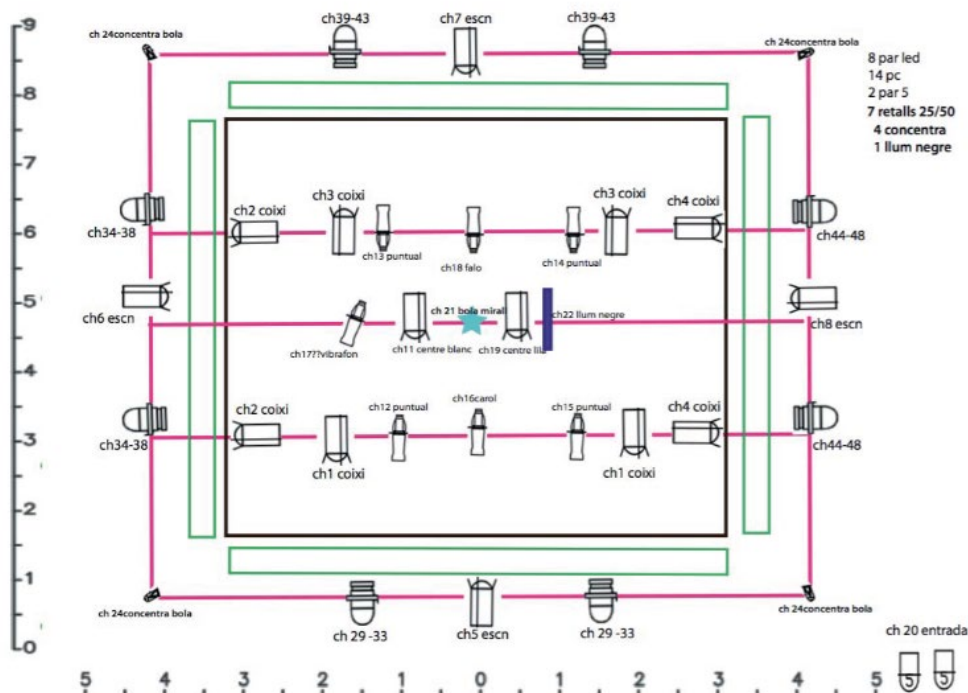 9
ch39-43
ch7 escn
ch39-43
ch 24concentra bola
ch 24concentra bola
8 par led
14 pc
2 par 5
7 retalls 25/50
4 concentra
1 llum negre
8
7
ch3 coixi
ch3 coixi
ch2 coixi
ch4 coixi
ch34-38
6
ch44-48
ch13 puntual
ch18 falo
ch14 puntual
5
ch6 escn
ch 21 bola mirall
ch22 llum negre
ch8 escn
ch17??vibrafon
ch11 centre blanc
ch19 centre lila
4
ch2 coixi
ch12 puntual
ch16carol
ch15 puntual
ch4 coixi
ch34-38
3
ch44-48
ch1 coixi
ch1 coixi
2
1
ch 24concentra bola
ch 24concentra bola
ch 29 -33
ch5 escn
ch 29 -33
ch 20 entrada
0
5 4 3 2 1 0 1 2 3 4 5
5 5